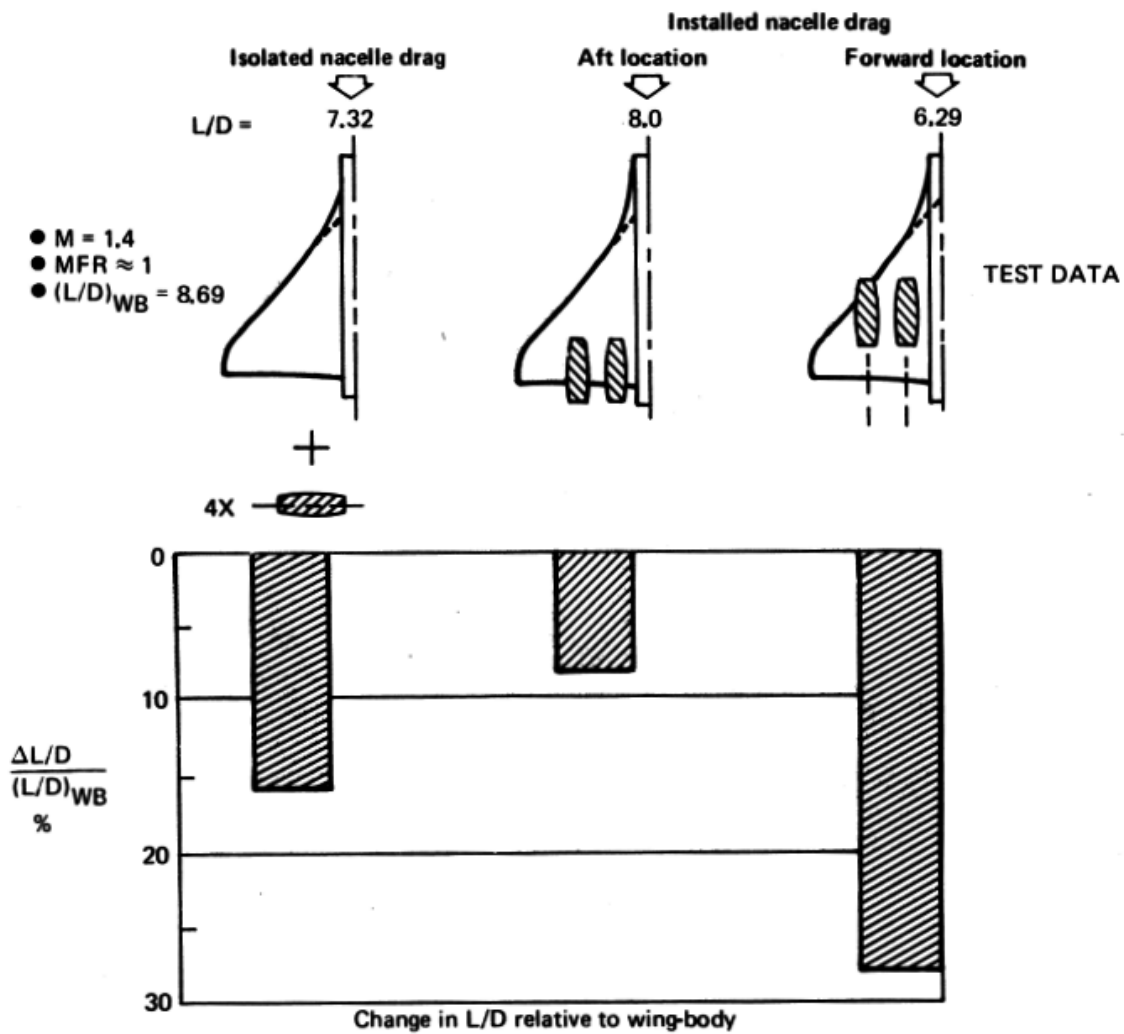 Installed nacelle drag
Isolated nacelle drag Aft location Forward location
L/D = 7.32 8.0 6.29
● M = 1.4
● MFR ≈ 1
● (L/D)WB = 8.69
TEST DATA
+
4X
0
10
20
30
ΔL/D
(L/D)WB
%
Change in L/D relative to wing-body